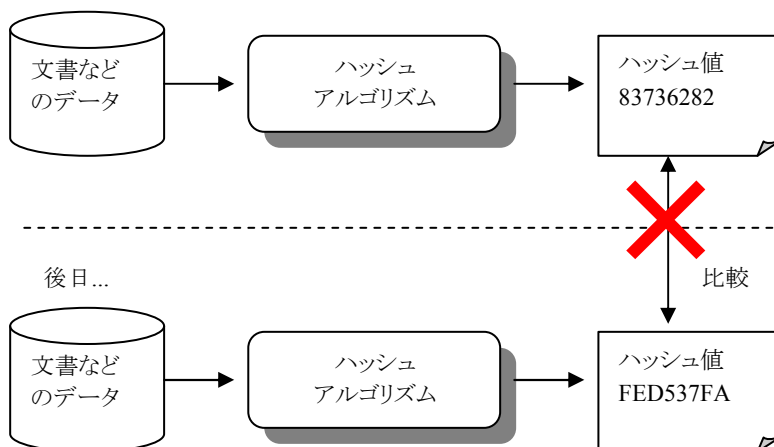 文書など
のデータ
ハッシュ
アルゴリズム
ハッシュ値
83736282
後日...
比較
文書など
のデータ
ハッシュ
アルゴリズム
ハッシュ値
FED537FA